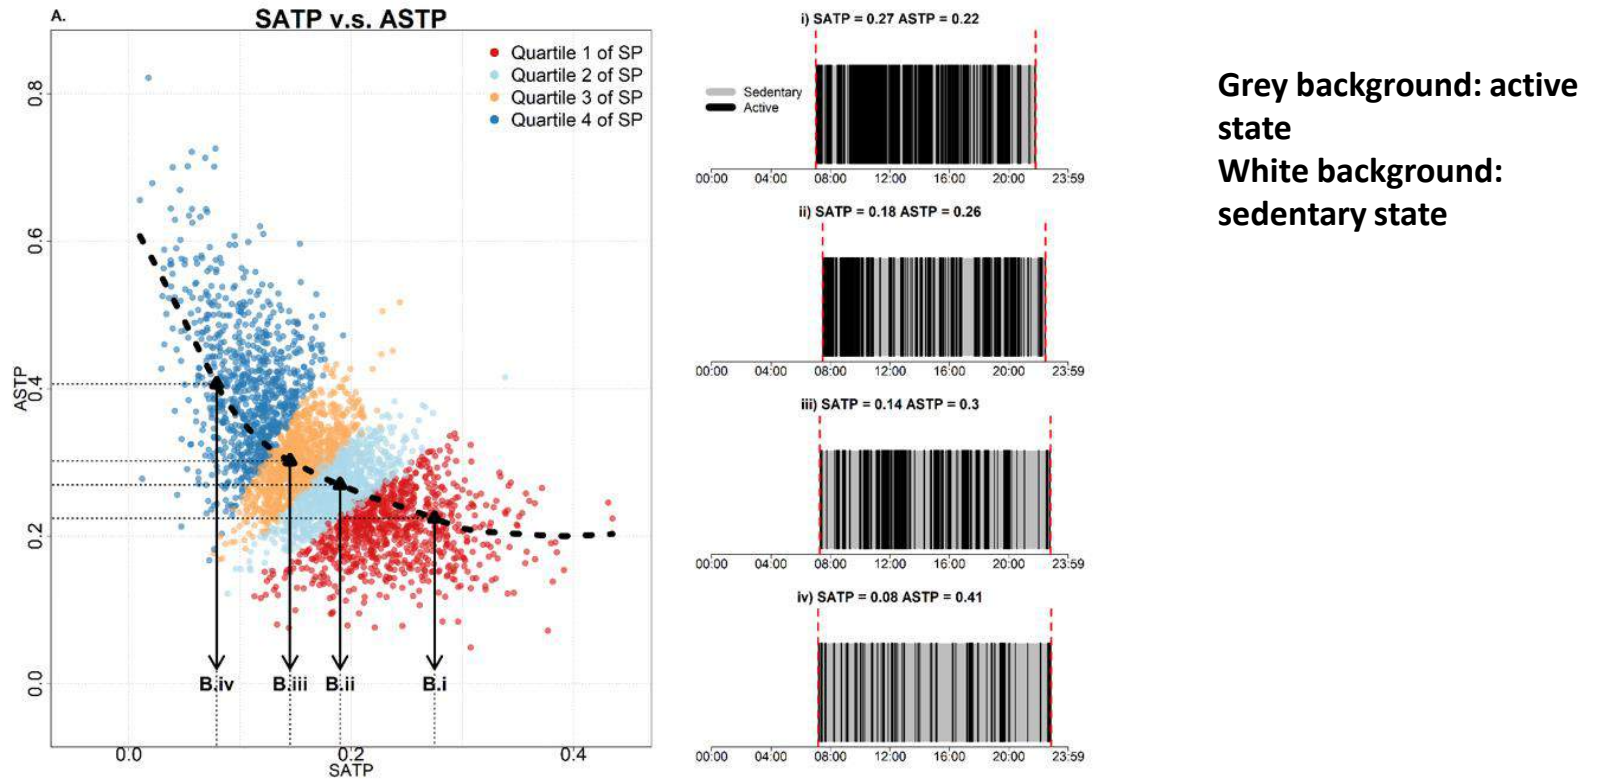 A.
SATP v.s. ASTP
Quartile 1 of SP
Quartile 2 of SP
Quartile 3 of SP
Quartile 4 of SP
0.8
0.6
0.4
0.2
0.0
ASTP
B.iv
B.iii
B.ii
B.i
0.0
0.2
0.4
SATP
i) SATP = 0.27 ASTP = 0.22
Sedentary
Active
00:00 04:00 08:00 12:00 16:00 20:00 23:59
ii) SATP = 0.18 ASTP = 0.26
00:00 04:00 08:00 12:00 16:00 20:00 23:59
iii) SATP = 0.14 ASTP = 0.3
00:00 04:00 08:00 12:00 16:00 20:00 23:59
iv) SATP = 0.08 ASTP = 0.41
00:00 04:00 08:00 12:00 16:00 20:00 23:59
Grey background: active
state
White background:
sedentary state